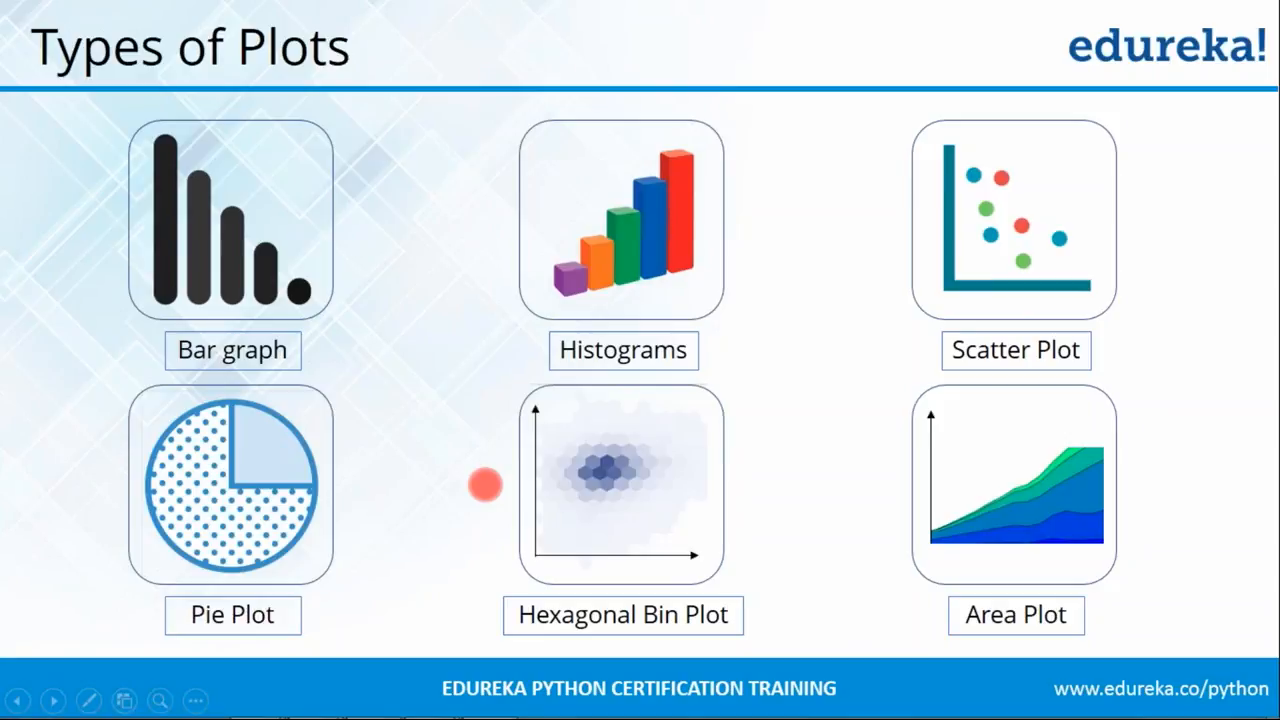 Types of Plots
edureka!
Bar graph
Histograms
Scatter Plot
Pie Plot
Hexagonal Bin Plot
Area Plot
EDUREKA PYTHON CERTIFICATION TRAINING
www.edureka.co/python